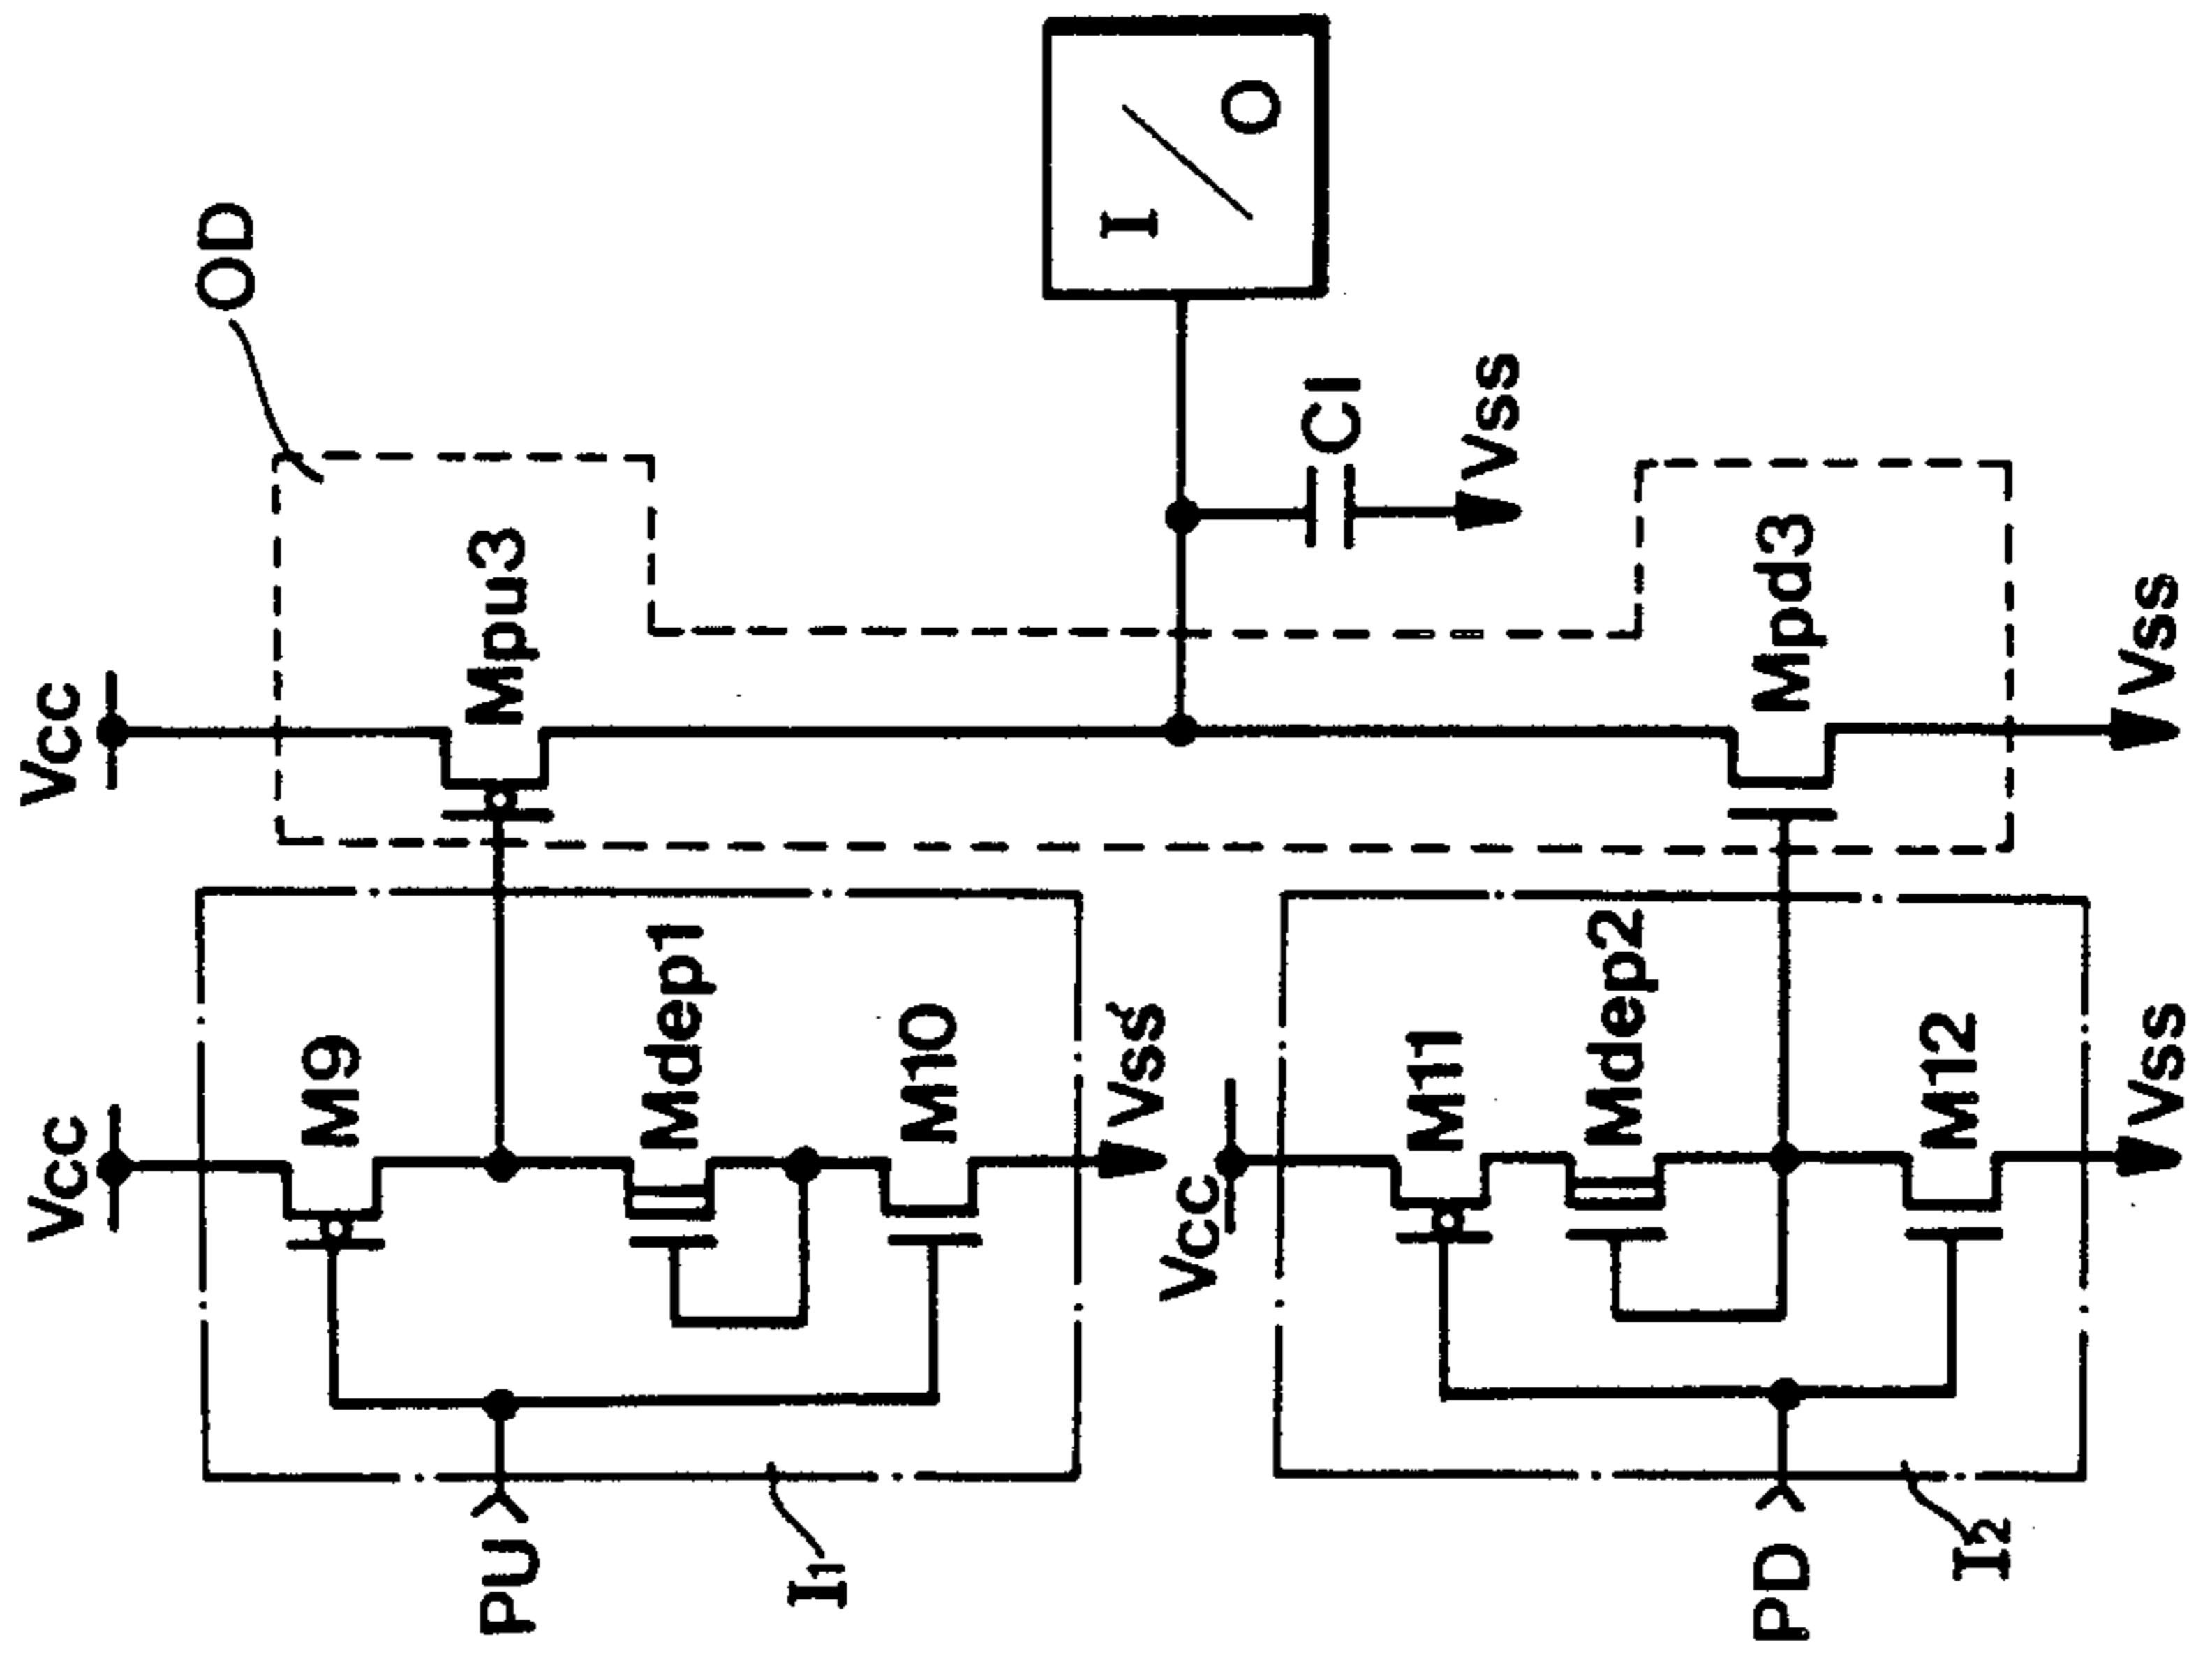 Vcc
OD
Mpu3
I/O
Cl
Vss
Mpd3
Vss
Vcc
M9
Mdep1
M10
Vss
Vcc
M11
Mdep2
M12
Vss
PU
I1
PD
I2